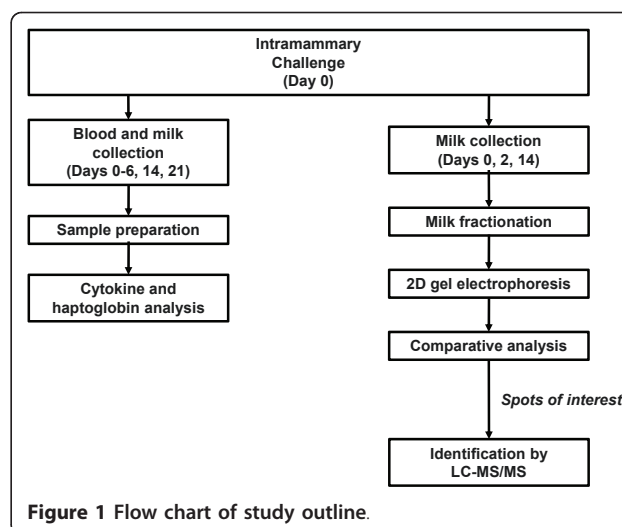 Intramammary
Challenge
(Day 0)
Blood and milk
collection
(Days 0-6, 14, 21)
Sample preparation
Cytokine and
haptoglobin analysis
Milk collection
(Days 0, 2, 14)
Milk fractionation
2D gel electrophoresis
Comparative analysis
Spots of interest
Identification by
LC-MS/MS
Figure 1 Flow chart of study outline.